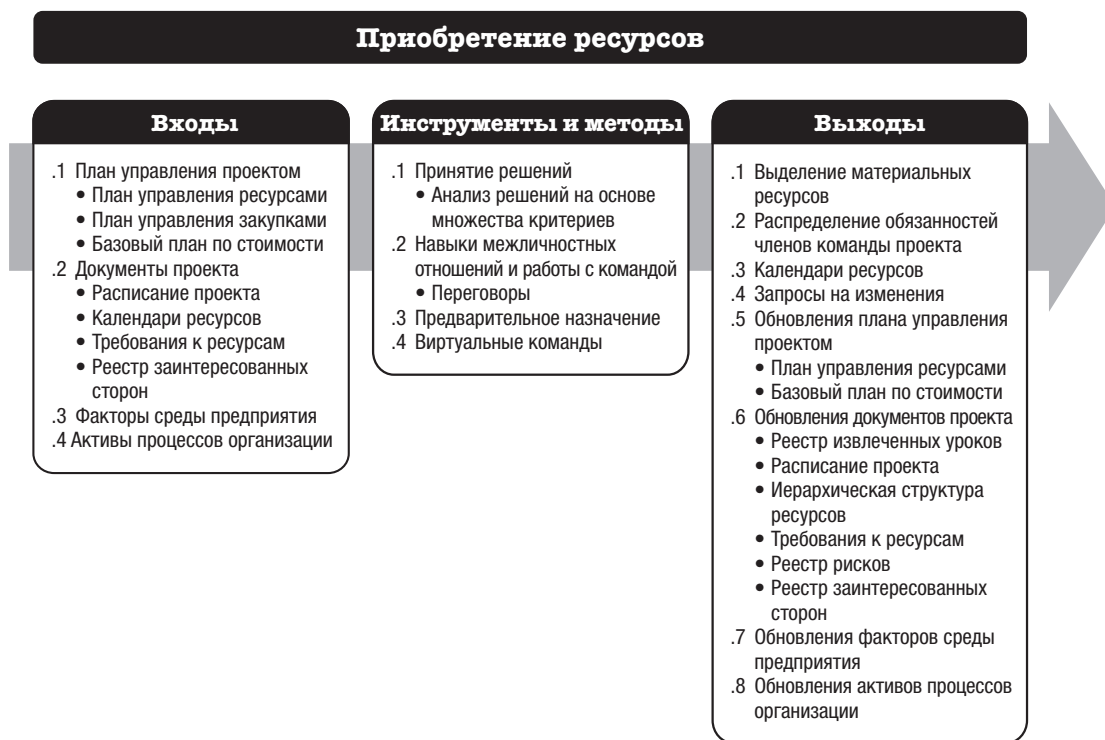 Приобретение ресурсов
Входы
.1 План управления проектом
• План управления ресурсами
• План управления закупками
• Базовый план по стоимости
.2 Документы проекта
• Расписание проекта
• Календари ресурсов
• Требования к ресурсам
• Реестр заинтересованных
сторон
.3 Факторы среды предприятия
.4 Активы процессов организации
Инструменты и методы
.1 Принятие решений
• Анализ решений на основе
множества критериев
.2 Навыки межличностных
отношений и работы с командой
• Переговоры
.3 Предварительное назначение
.4 Виртуальные команды
Выходы
.1 Выделение материальных
ресурсов
.2 Распределение обязанностей
членов команды проекта
.3 Календари ресурсов
.4 Запросы на изменения
.5 Обновления плана управления
проектом
• План управления ресурсами
• Базовый план по стоимости
.6 Обновления документов проекта
• Реестр извлеченных уроков
• Расписание проекта
• Иерархическая структура
ресурсов
• Требования к ресурсам
• Реестр рисков
• Реестр заинтересованных
сторон
.7 Обновления факторов среды
предприятия
.8 Обновления активов процессов
организации